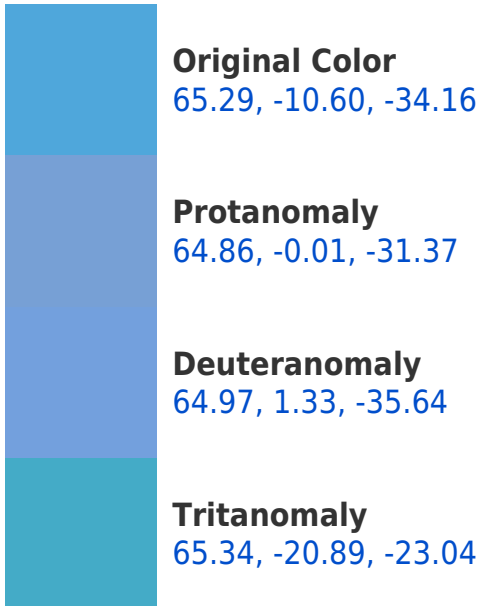 Original Color
65.29, -10.60, -34.16
Protanomaly
64.86, -0.01, -31.37
Deuteranomaly
64.97, 1.33, -35.64
Tritanomaly
65.34, -20.89, -23.04